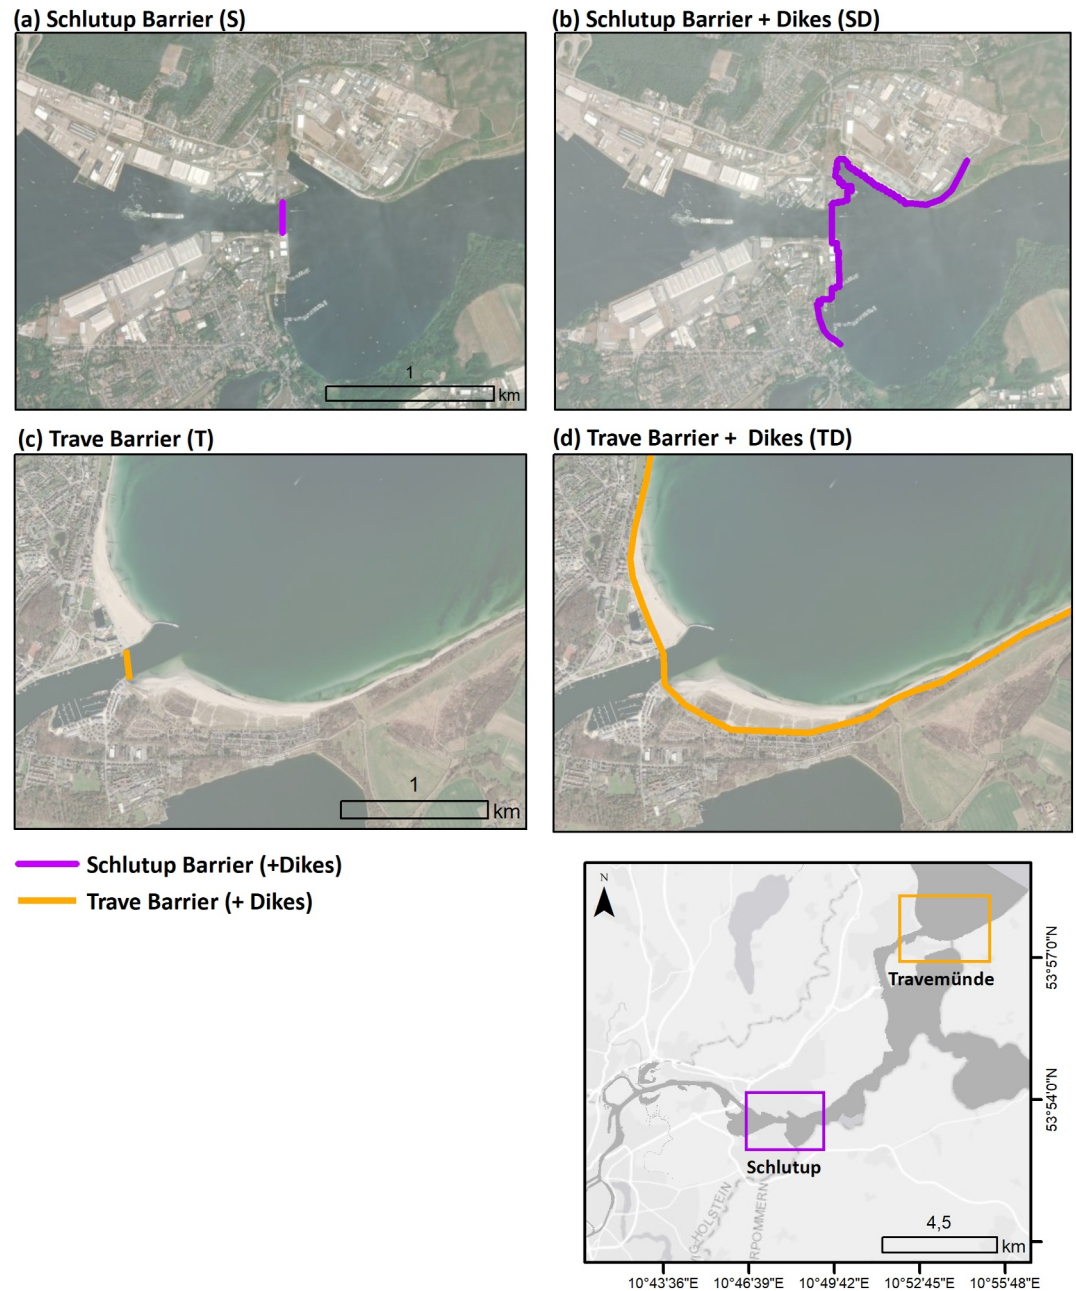 (a) Schlutup Barrier (S)
(b) Schlutup Barrier + Dikes (SD)
1
km
(c) Trave Barrier (T)
(d) Trave Barrier + Dikes (TD)
1
km
Schlutup Barrier (+Dikes)
Trave Barrier (+ Dikes)
N
Travemünde
53°57'0"N
53°54'0"N
Schlutup
G-HOLSTEIN
RPOMMERN
4,5
km
10°43'36"E 10°46'39"E 10°49'42"E 10°52'45"E 10°55'48"E